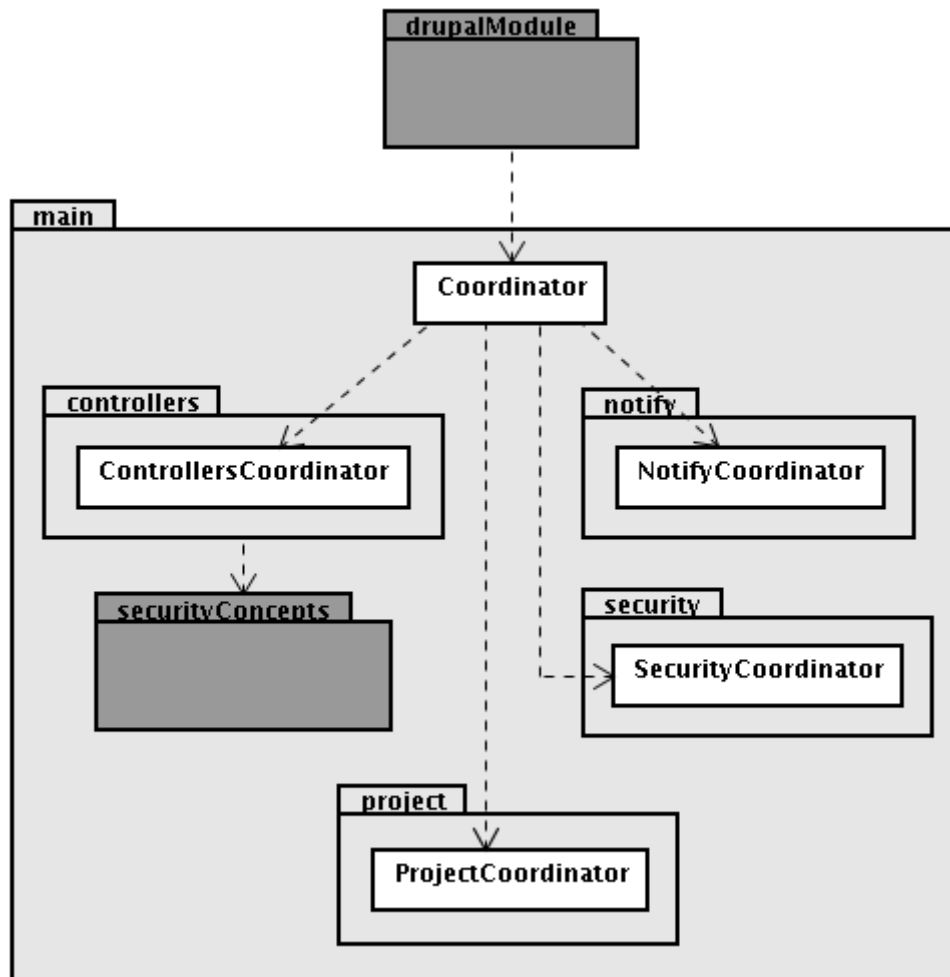 drupalModule
main
Coordinator
controllers
notify
ControllersCoordinator
NotifyCoordinator
securityConcepts
security
SecurityCoordinator
project
ProjectCoordinator